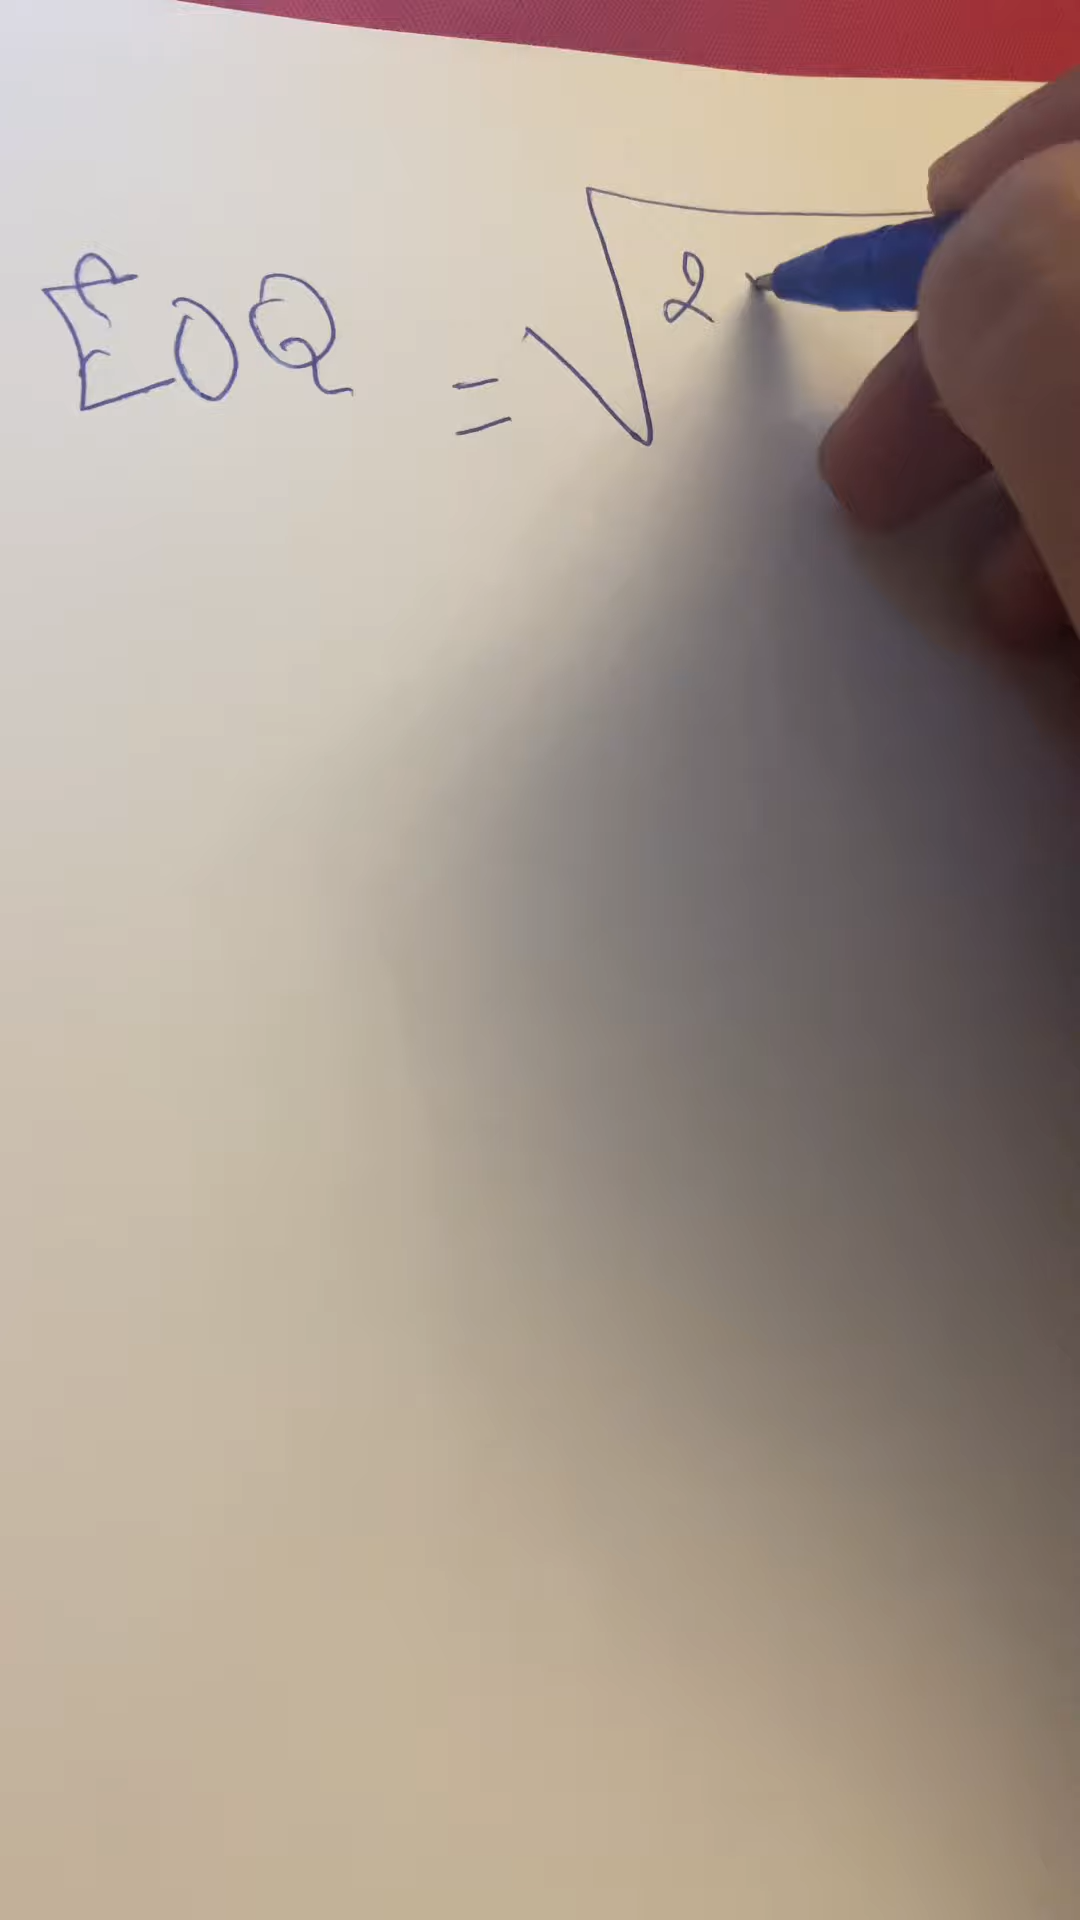 EOQ = √2